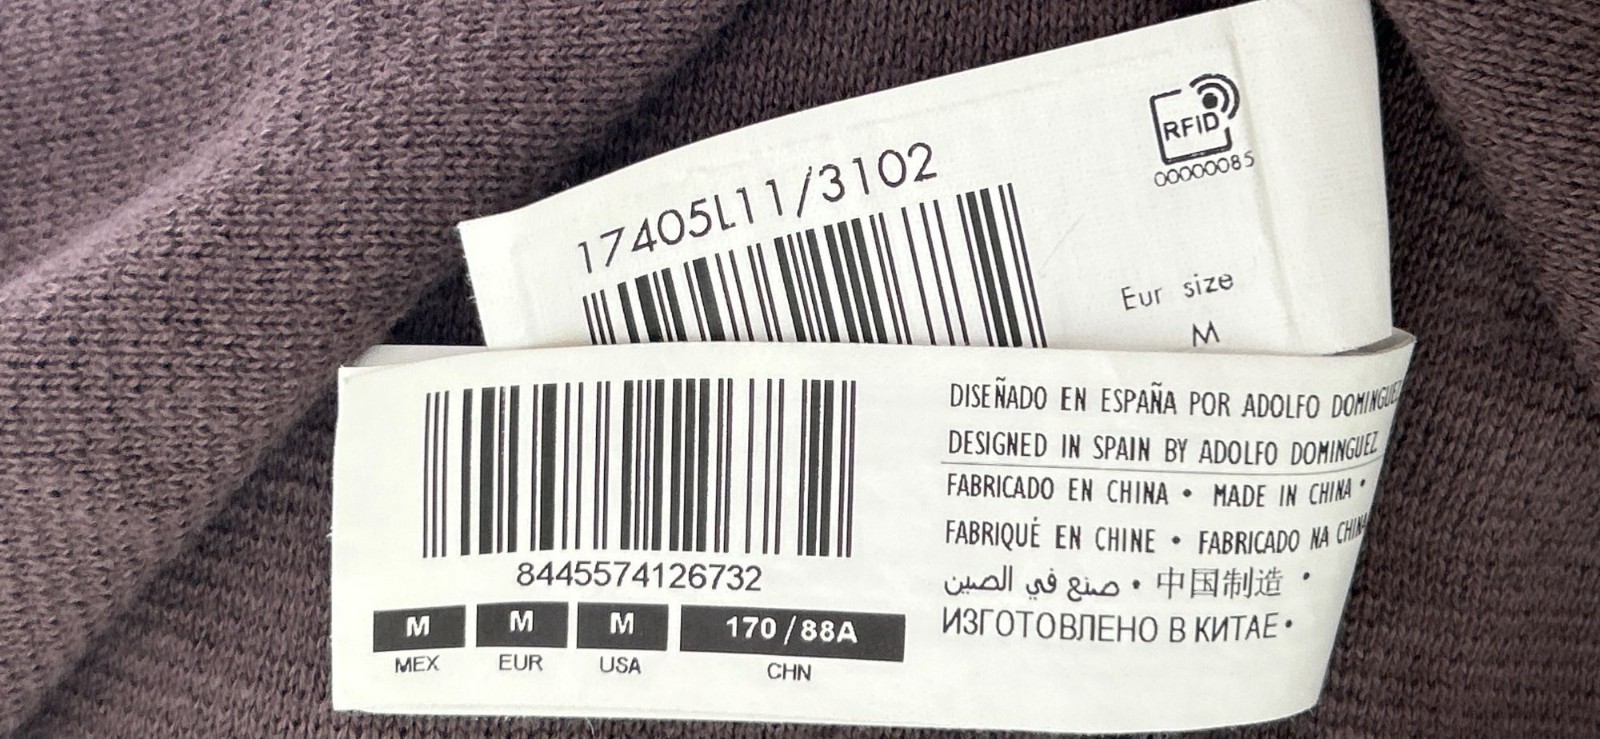 RFID
00000085
17405L11/3102
Eur size
M
8445574126732
M M M 170/88A
MEX EUR USA CHN
DISEÑADO EN ESPAÑA POR ADOLFO DOMINGUEZ
DESIGNED IN SPAIN BY ADOLFO DOMINGUEZ
FABRICADO EN CHINA • MADE IN CHINA •
FABRIQUÉ EN CHINE • FABRICADO NA CHINA
صنع في الصين • 中国制造 •
ИЗГОТОВЛЕНО В КИТАЕ •